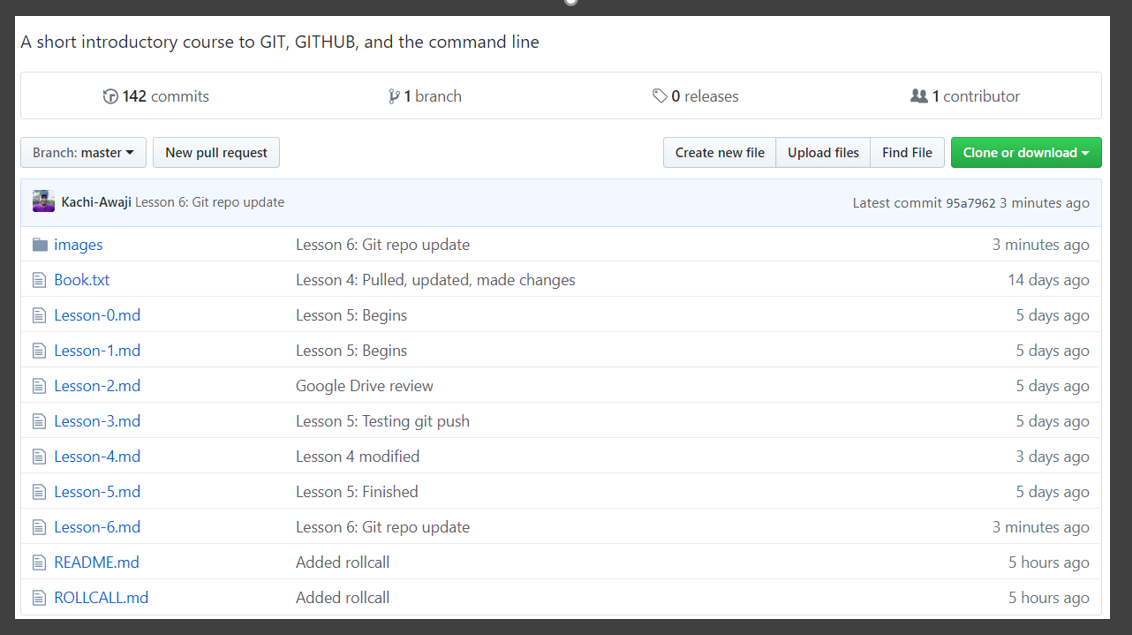 A short introductory course to GIT, GITHUB, and the command line
142 commits 1 branch 0 releases 1 contributor
Branch: master New pull request Create new file Upload files Find File Clone or download
Kachi-Awaji Lesson 6: Git repo update Latest commit 95a7962 3 minutes ago
images Lesson 6: Git repo update 3 minutes ago
Book.txt Lesson 4: Pulled, updated, made changes 14 days ago
Lesson-0.md Lesson 5: Begins 5 days ago
Lesson-1.md Lesson 5: Begins 5 days ago
Lesson-2.md Google Drive review 5 days ago
Lesson-3.md Lesson 5: Testing git push 5 days ago
Lesson-4.md Lesson 4 modified 3 days ago
Lesson-5.md Lesson 5: Finished 5 days ago
Lesson-6.md Lesson 6: Git repo update 3 minutes ago
README.md Added rollcall 5 hours ago
ROLLCALL.md Added rollcall 5 hours ago